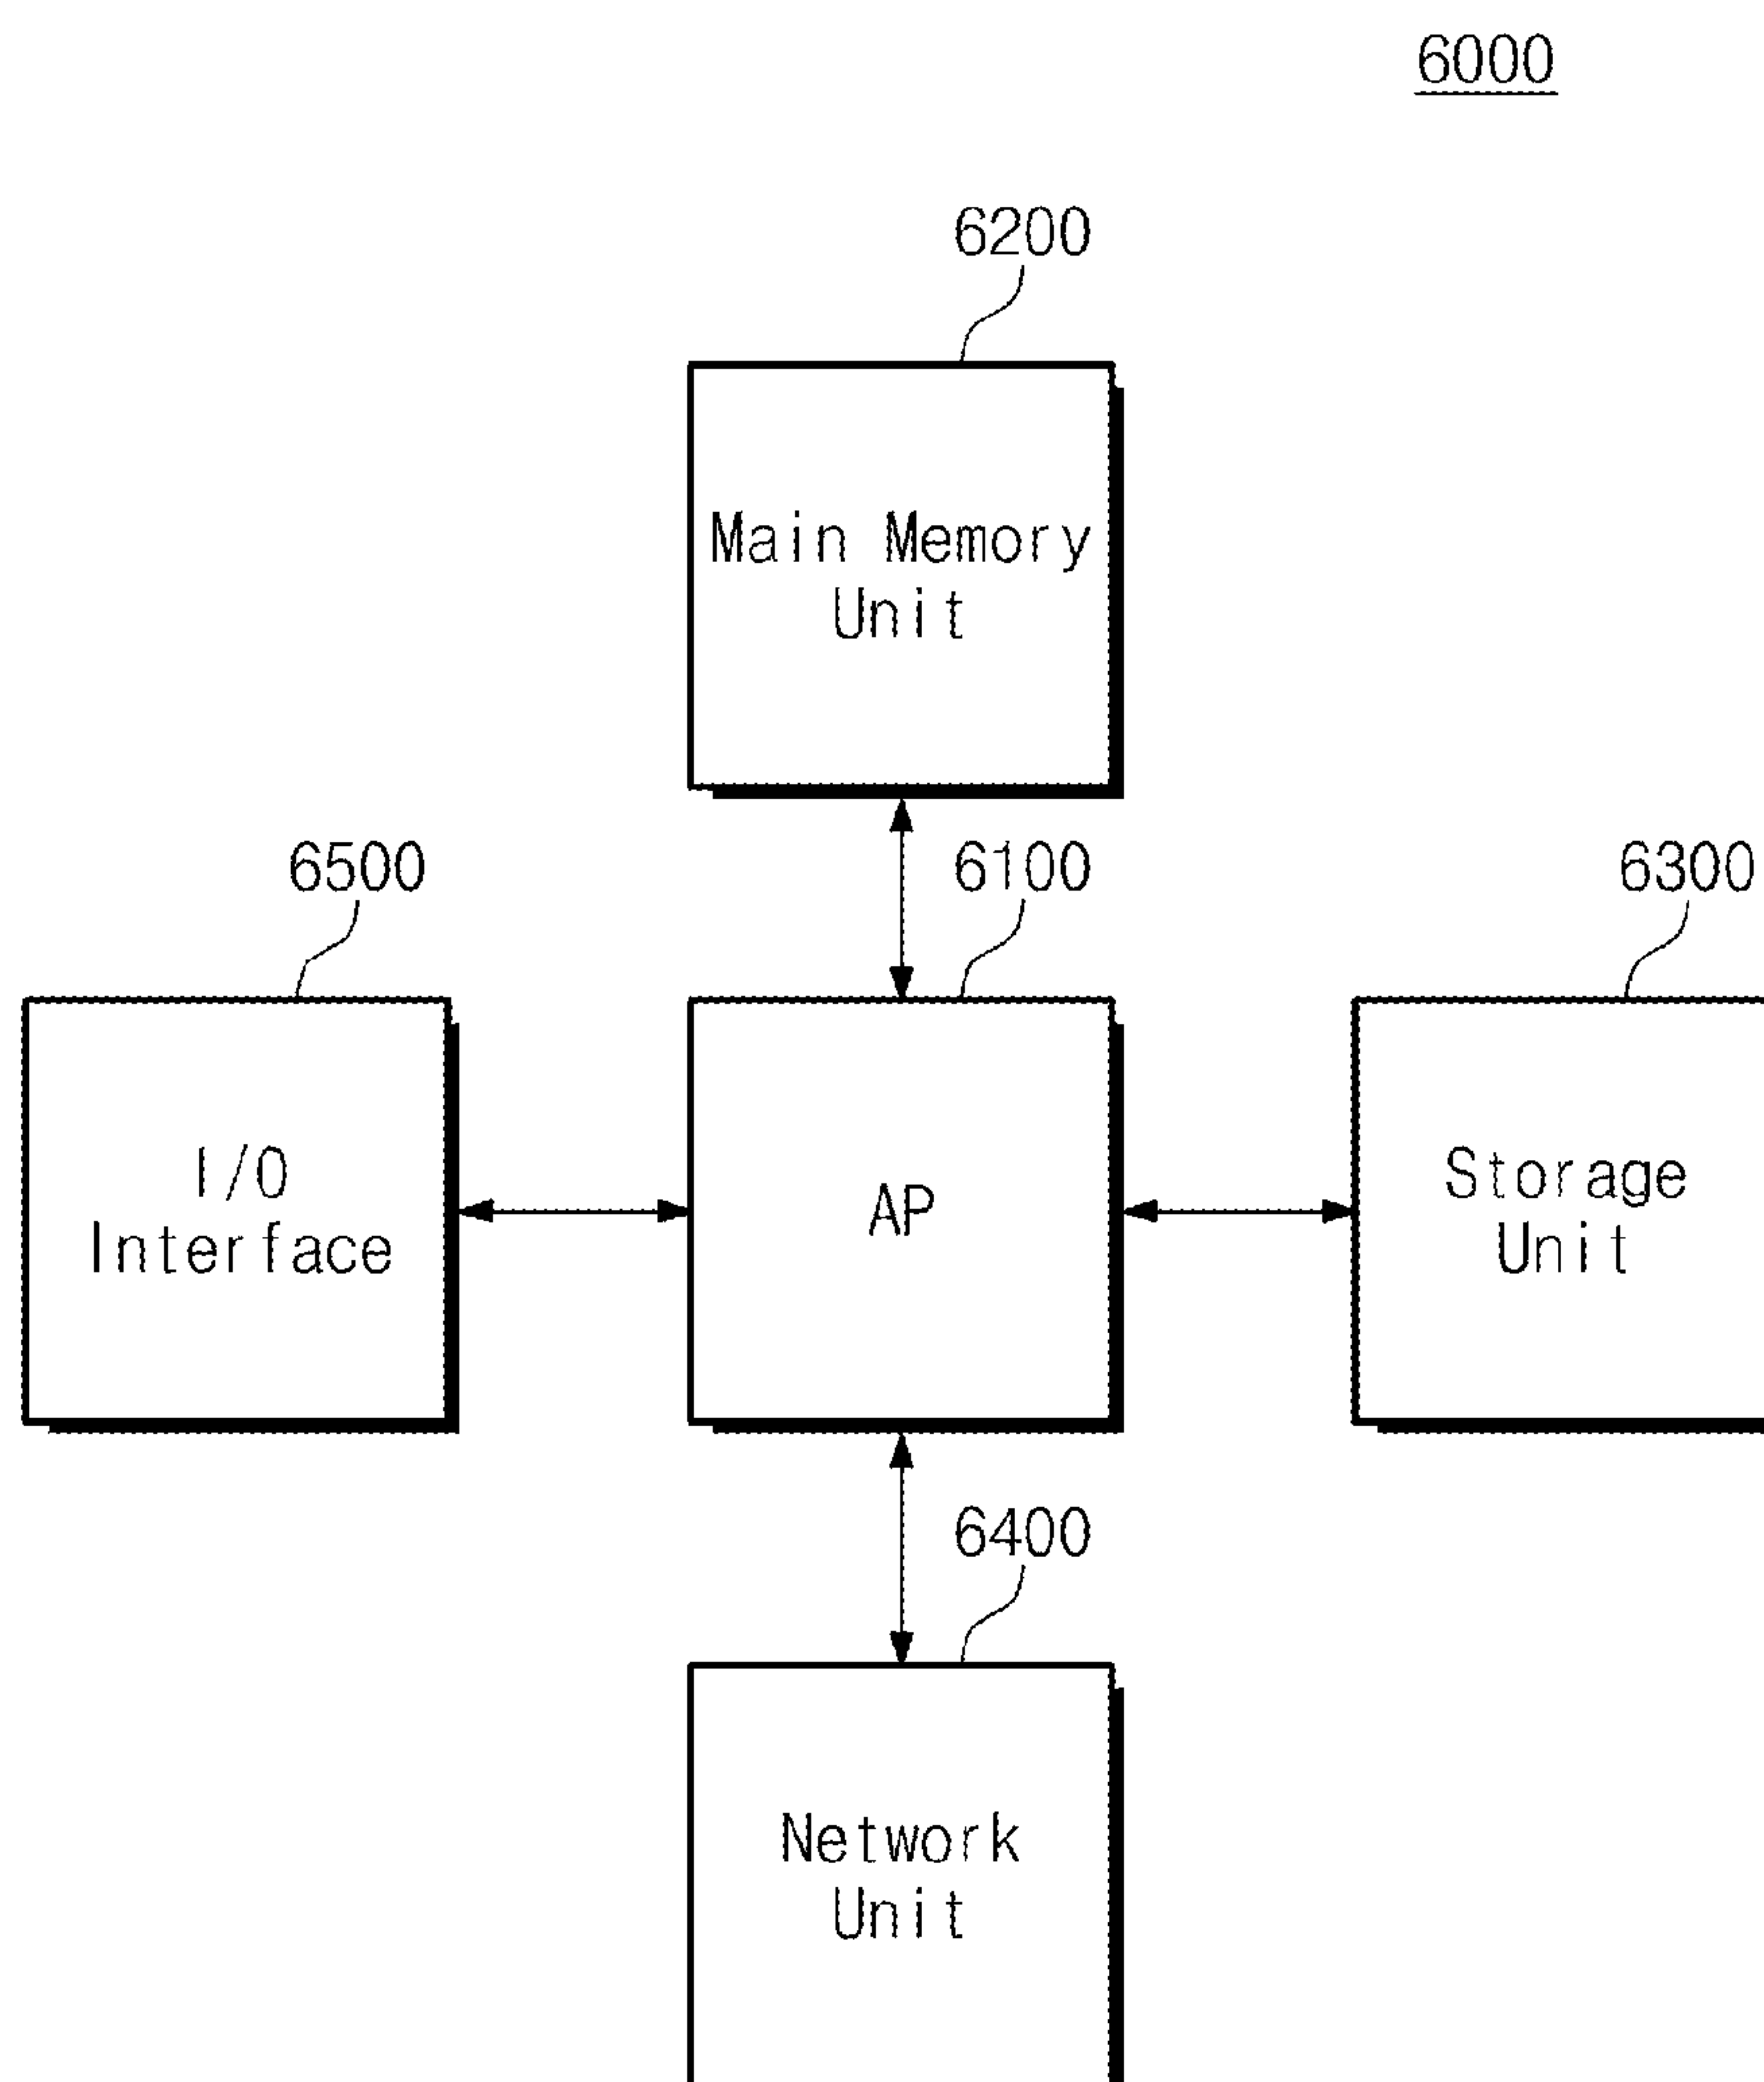 6000
6200
Main Memory
Unit
6500
6100
6300
I/O
Interface
AP
Storage
Unit
6400
Network
Unit